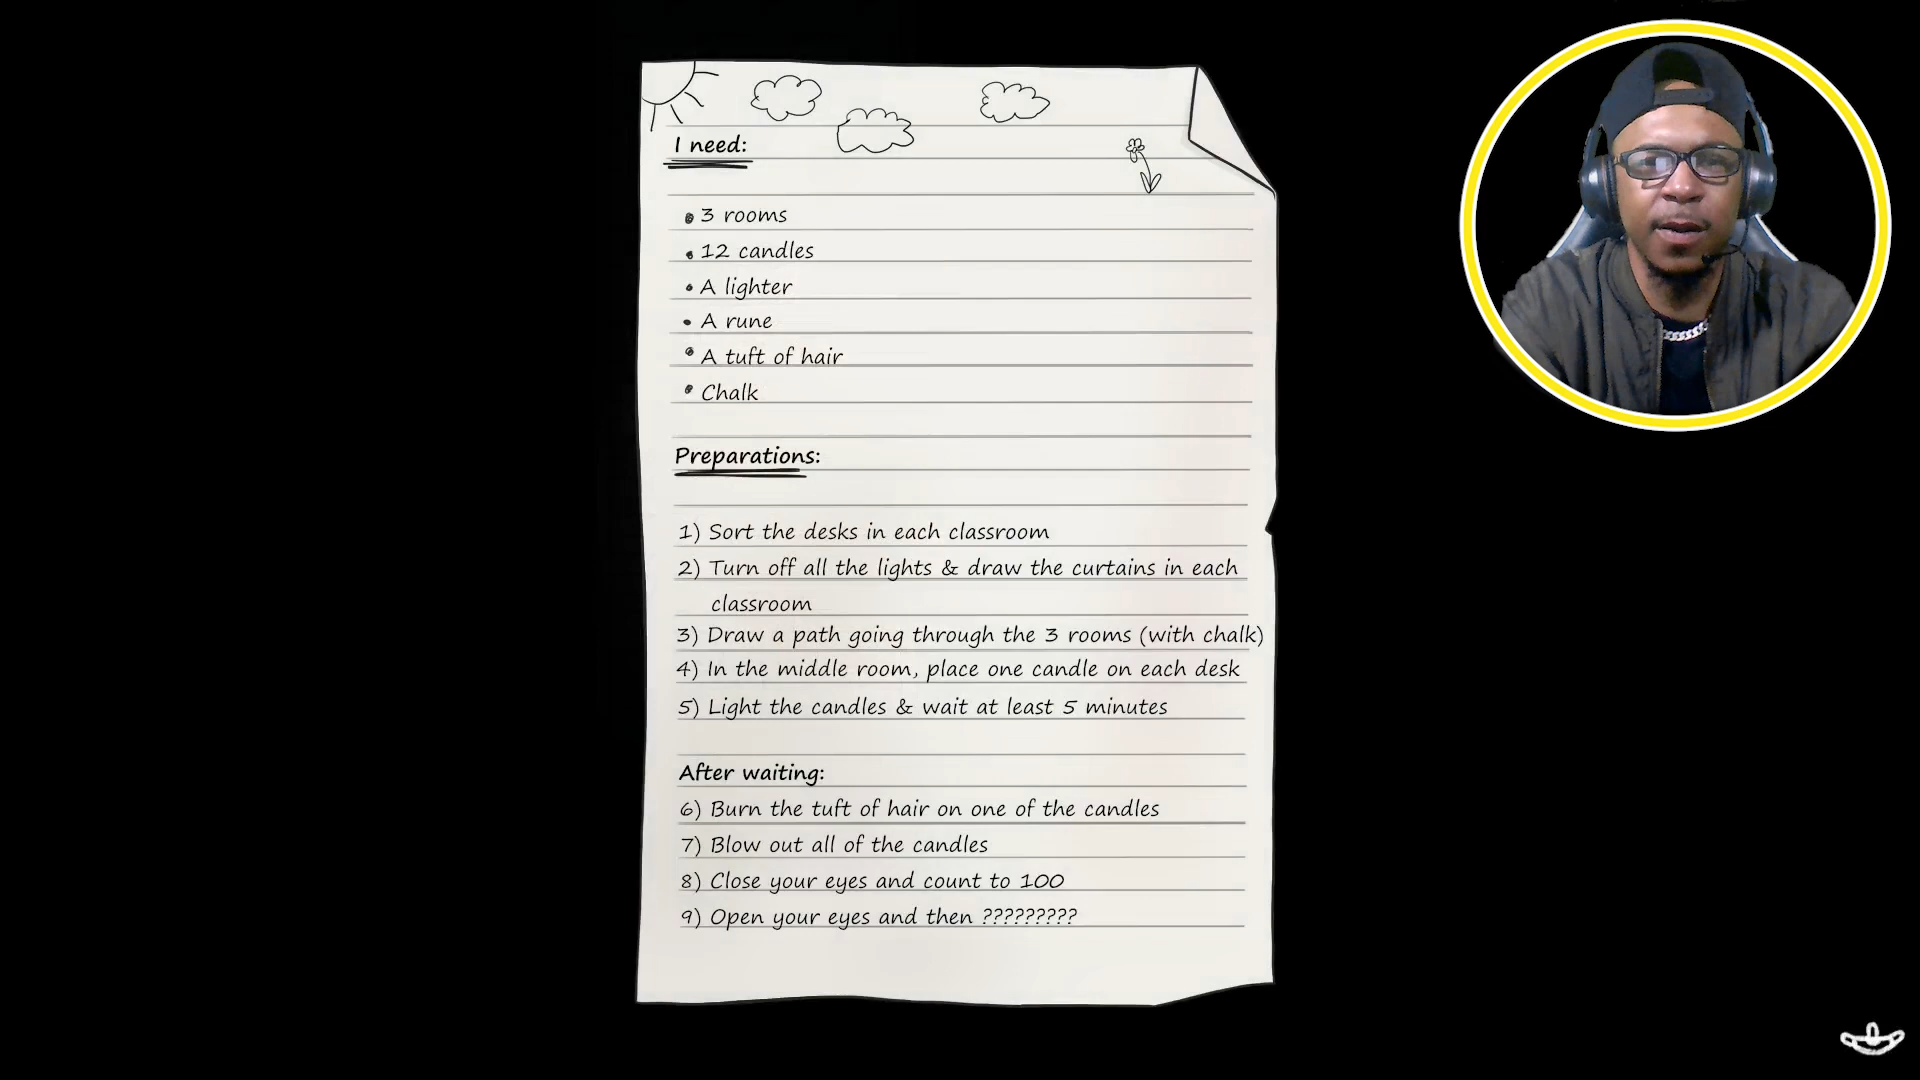 I need:
3 rooms
12 candles
A lighter
A rune
A tuft of hair
Chalk
Preparations:
1) Sort the desks in each classroom
2) Turn off all the lights & draw the curtains in each
classroom
3) Draw a path going through the 3 rooms (with chalk)
4) In the middle room, place one candle on each desk
5) Light the candles & wait at least 5 minutes
After waiting:
6) Burn the tuft of hair on one of the candles
7) Blow out all of the candles
8) Close your eyes and count to 100
9) Open your eyes and then ?????????